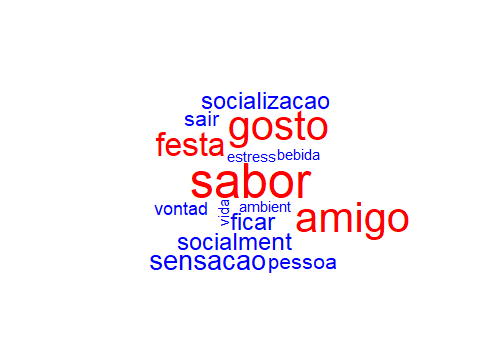 socializacao
sair
gosto
festa
estress
bebida
sabor
vontad
vida
ambient
ficar
amigo
socialment
sensacao
pessoa